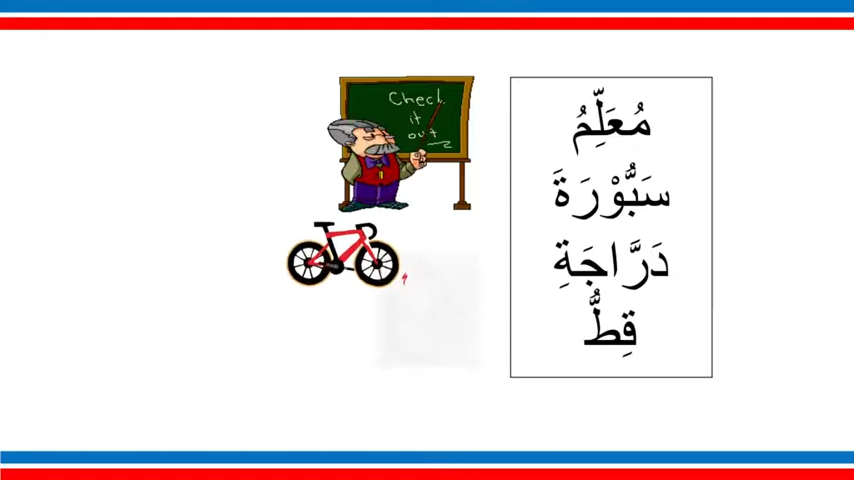 Check
it
out
مُعَلِّمُ
سَبُّوْرَةَ
دَرَّاجَةِ
قِطُّ